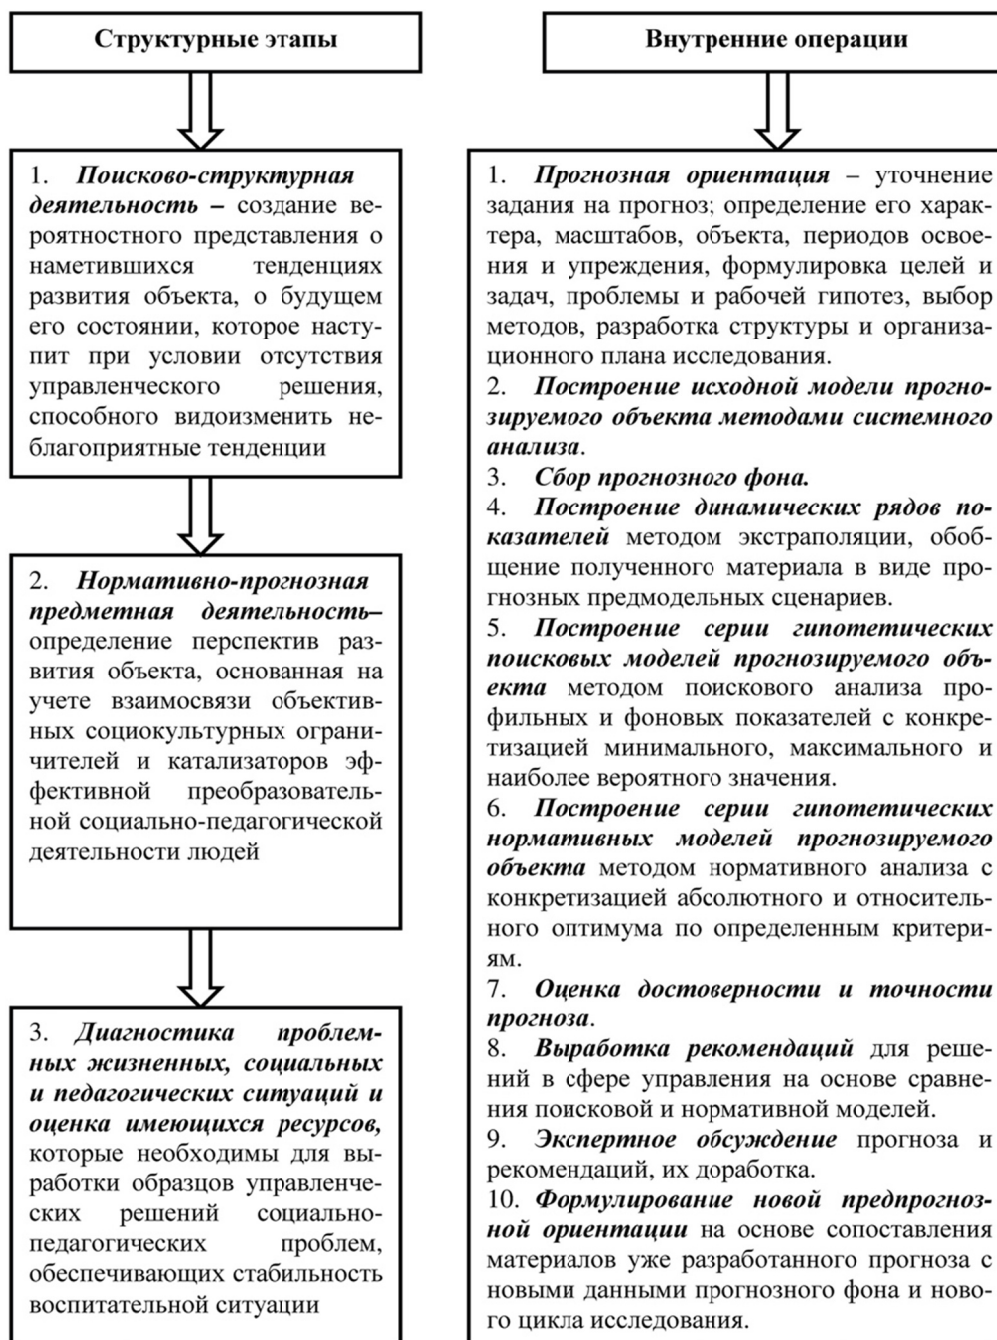 Структурные этапы
1. Поисково-структурная
деятельность – создание ве-
роятностного представления о
наметившихся тенденциях
развития объекта, о будущем
его состоянии, которое насту-
пит при условии отсутствия
управленческого решения,
способного видоизменить не-
благоприятные тенденции
2. Нормативно-прогнозная
предметная деятельность–
определение перспектив раз-
вития объекта, основанная на
учете взаимосвязи объектив-
ных социокультурных ограни-
чителей и катализаторов эф-
фективной преобразователь-
ной социально-педагогической
деятельности людей
3. Диагностика проблем-
ных жизненных, социальных
и педагогических ситуаций и
оценка имеющихся ресурсов,
которые необходимы для вы-
работки образцов управленче-
ских решений социально-
педагогических проблем,
обеспечивающих стабильность
воспитательной ситуации
Внутренние операции
1. Прогнозная ориентация – уточнение
задания на прогноз; определение его харак-
тера, масштабов, объекта, периодов освое-
ния и упреждения, формулировка целей и
задач, проблемы и рабочей гипотез, выбор
методов, разработка структуры и организа-
ционного плана исследования.
2. Построение исходной модели прогно-
зируемого объекта методами системного
анализа.
3. Сбор прогнозного фона.
4. Построение динамических рядов по-
казателей методом экстраполяции, обоб-
щение полученного материала в виде про-
гнозных предмодельных сценариев.
5. Построение серии гипотетических
поисковых моделей прогнозируемого объ-
екта методом поискового анализа про-
фильных и фоновых показателей с конкре-
тизацией минимального, максимального и
наиболее вероятного значения.
6. Построение серии гипотетических
нормативных моделей прогнозируемого
объекта методом нормативного анализа с
конкретизацией абсолютного и относитель-
ного оптимума по определенным критери-
ям.
7. Оценка достоверности и точности
прогноза.
8. Выработка рекомендаций для реше-
ний в сфере управления на основе сравне-
ния поисковой и нормативной моделей.
9. Экспертное обсуждение прогноза и
рекомендаций, их доработка.
10. Формулирование новой предпрогноз-
ной ориентации на основе сопоставления
материалов уже разработанного прогноза с
новыми данными прогнозного фона и ново-
го цикла исследования.